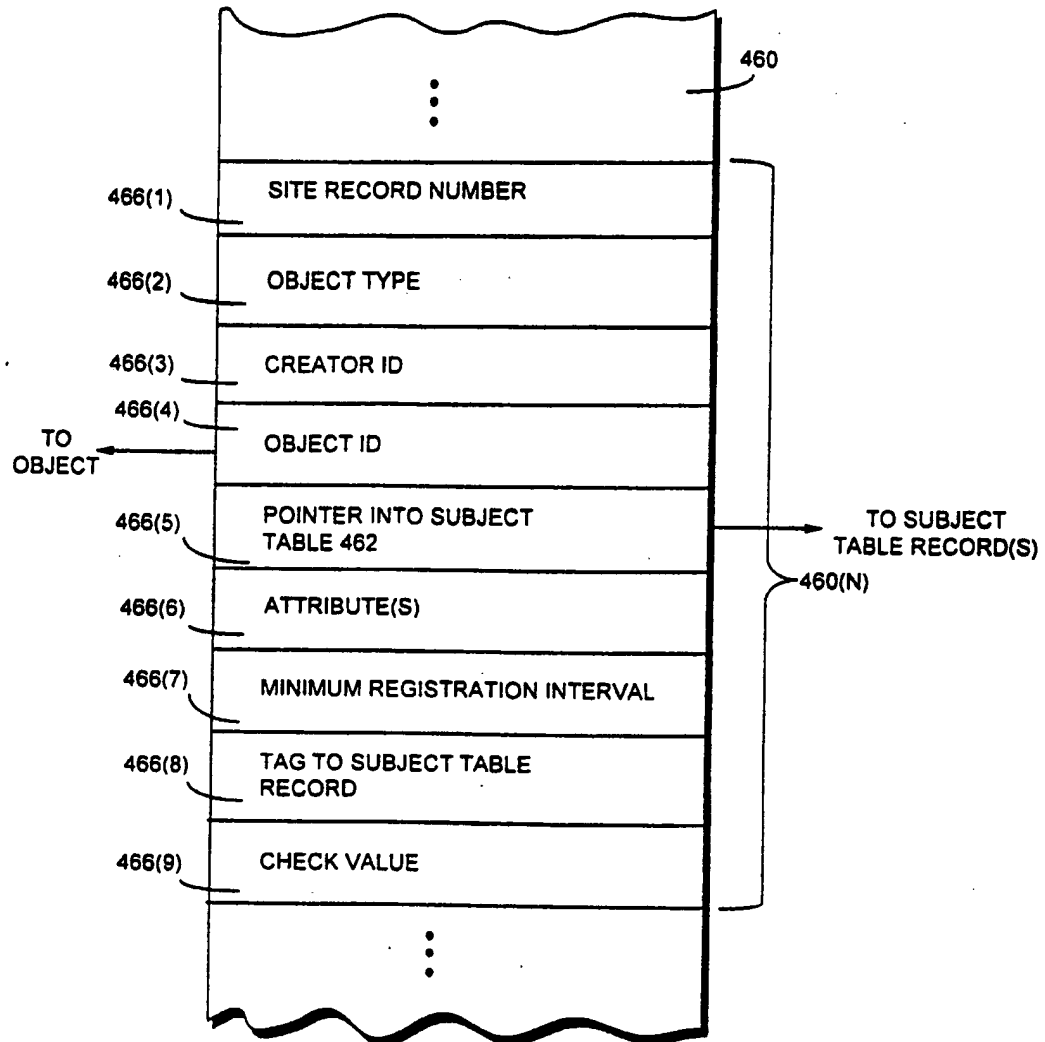 460
466(1)
SITE RECORD NUMBER
466(2)
OBJECT TYPE
466(3)
CREATOR ID
466(4)
TO
OBJECT
OBJECT ID
466(5)
POINTER INTO SUBJECT
TABLE 462
TO SUBJECT
TABLE RECORD(S)
460(N)
466(6)
ATTRIBUTE(S)
466(7)
MINIMUM REGISTRATION INTERVAL
466(8)
TAG TO SUBJECT TABLE
RECORD
466(9)
CHECK VALUE